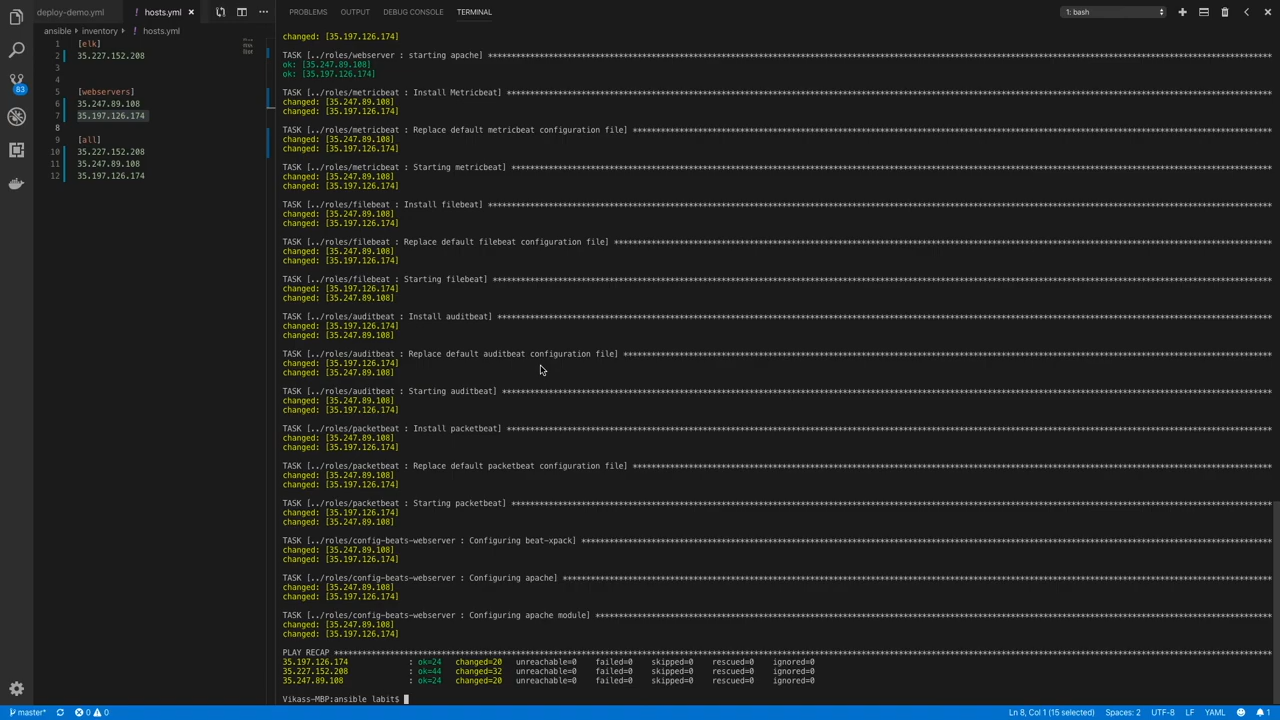 deploy-demo.yml ! hosts.yml × PROBLEMS OUTPUT DEBUG CONSOLE TERMINAL 1: bash
ansible › inventory › ! hosts.yml
1 [elk]
2 35.227.152.208
3
4
5 [webservers]
6 35.247.89.108
7 35.197.126.174
8
9 [all]
10 35.227.152.208
11 35.247.89.108
12 35.197.126.174
83
changed: [35.197.126.174]
TASK [../roles/webserver : starting apache]
ok: [35.247.89.108]
ok: [35.197.126.174]
TASK [../roles/metricbeat : Install Metricbeat]
changed: [35.247.89.108]
changed: [35.197.126.174]
TASK [../roles/metricbeat : Replace default metricbeat configuration file]
changed: [35.247.89.108]
changed: [35.197.126.174]
TASK [../roles/metricbeat : Starting metricbeat]
changed: [35.247.89.108]
changed: [35.197.126.174]
TASK [../roles/filebeat : Install filebeat]
changed: [35.247.89.108]
changed: [35.197.126.174]
TASK [../roles/filebeat : Replace default filebeat configuration file]
changed: [35.247.89.108]
changed: [35.197.126.174]
TASK [../roles/filebeat : Starting filebeat]
changed: [35.197.126.174]
changed: [35.247.89.108]
TASK [../roles/auditbeat : Install auditbeat]
changed: [35.197.126.174]
changed: [35.247.89.108]
TASK [../roles/auditbeat : Replace default auditbeat configuration file]
changed: [35.197.126.174]
changed: [35.247.89.108]
TASK [../roles/auditbeat : Starting auditbeat]
changed: [35.247.89.108]
changed: [35.197.126.174]
TASK [../roles/packetbeat : Install packetbeat]
changed: [35.247.89.108]
changed: [35.197.126.174]
TASK [../roles/packetbeat : Replace default packetbeat configuration file]
changed: [35.247.89.108]
changed: [35.197.126.174]
TASK [../roles/packetbeat : Starting packetbeat]
changed: [35.197.126.174]
changed: [35.247.89.108]
TASK [../roles/config-beats-webserver : Configuring beat-xpack]
changed: [35.247.89.108]
changed: [35.197.126.174]
TASK [../roles/config-beats-webserver : Configuring apache]
changed: [35.247.89.108]
changed: [35.197.126.174]
TASK [../roles/config-beats-webserver : Configuring apache module]
changed: [35.247.89.108]
changed: [35.197.126.174]
PLAY RECAP
35.197.126.174 : ok=24 changed=20 unreachable=0 failed=0 skipped=0 rescued=0 ignored=0
35.227.152.208 : ok=44 changed=32 unreachable=0 failed=0 skipped=0 rescued=0 ignored=0
35.247.89.108 : ok=24 changed=20 unreachable=0 failed=0 skipped=0 rescued=0 ignored=0
Vikass-MBP:ansible labit$
master* 0 0 Ln 8, Col 1 (15 selected) Spaces: 2 UTF-8 LF YAML 1